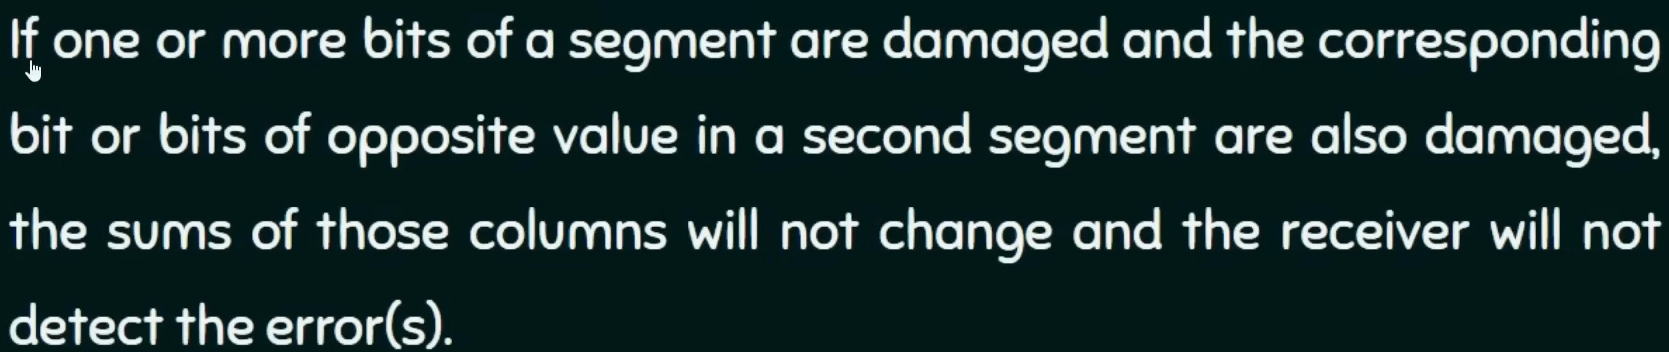 If one or more bits of a segment are damaged and the corresponding
bit or bits of opposite value in a second segment are also damaged,
the sums of those columns will not change and the receiver will not
detect the error(s).